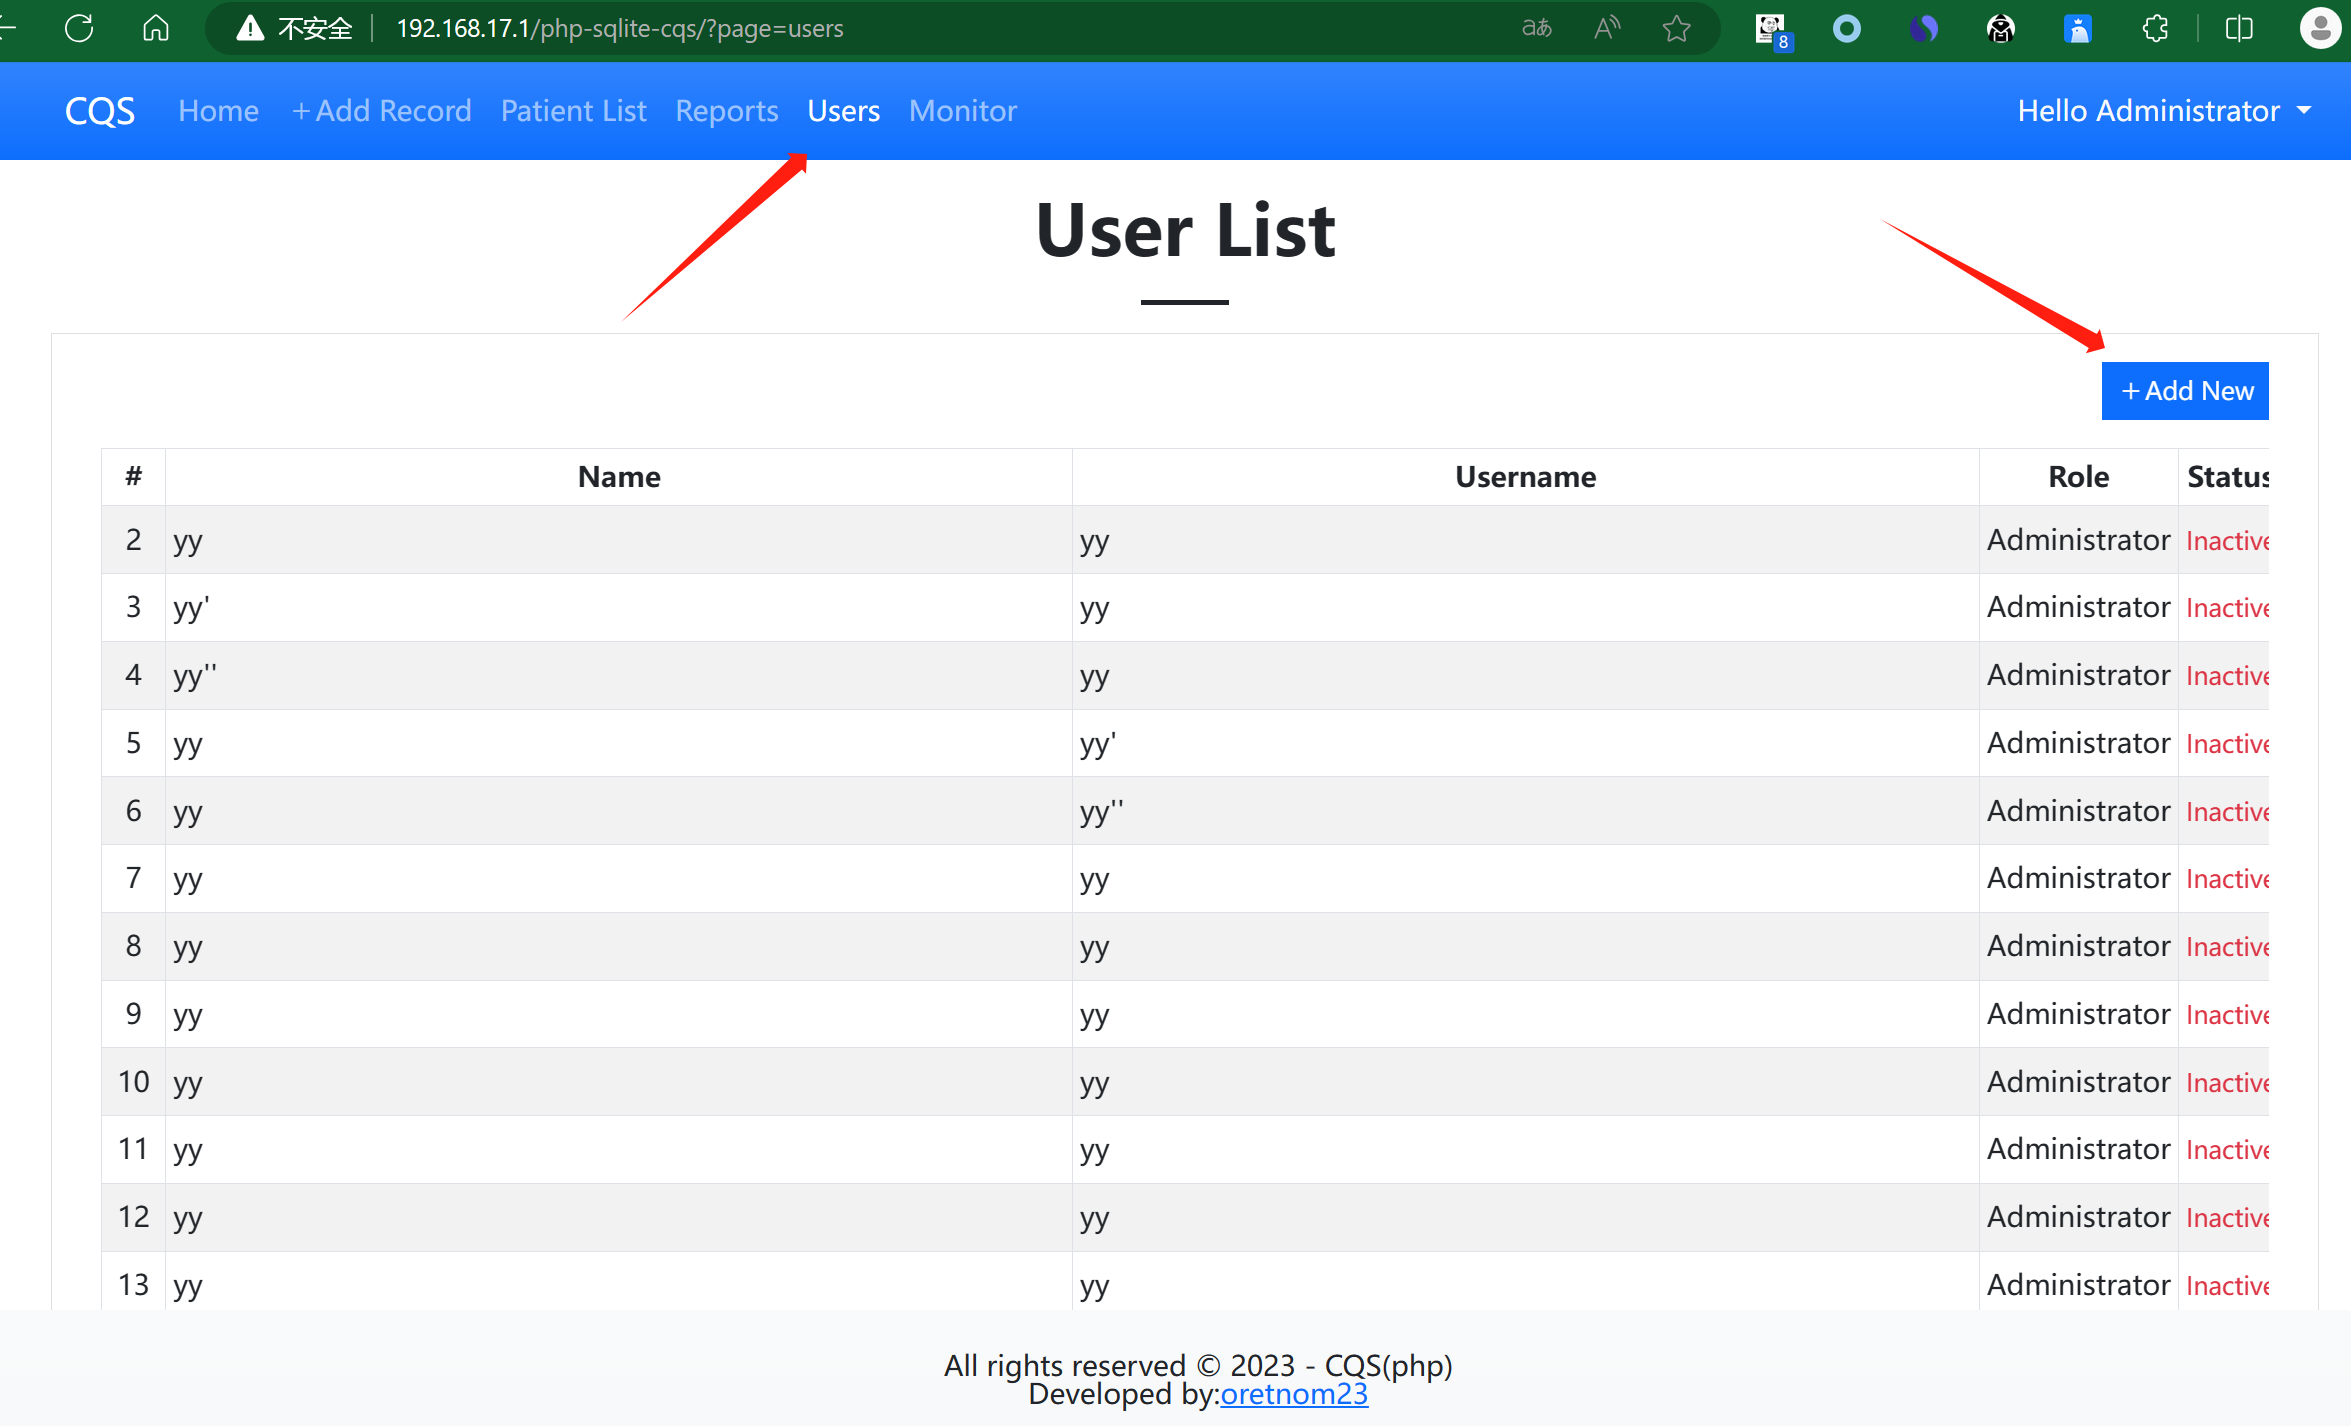 不安全 192.168.17.1/php-sqlite-cqs/?page=users aあ A 8
CQS Home +Add Record Patient List Reports Users Monitor Hello Administrator
User List
+Add New
# Name Username Role Status
2 yy yy Administrator Inactive
3 yy' yy Administrator Inactive
4 yy'' yy Administrator Inactive
5 yy yy' Administrator Inactive
6 yy yy'' Administrator Inactive
7 yy yy Administrator Inactive
8 yy yy Administrator Inactive
9 yy yy Administrator Inactive
10 yy yy Administrator Inactive
11 yy yy Administrator Inactive
12 yy yy Administrator Inactive
13 yy yy Administrator Inactive
All rights reserved © 2023 - CQS(php)
Developed by:oretnom23